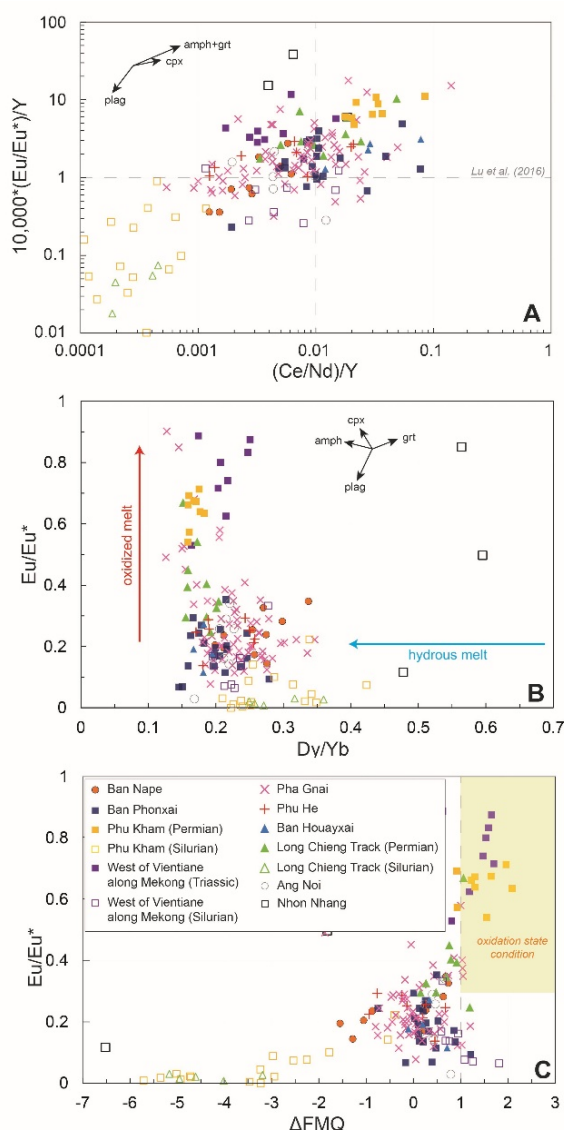 100
10
1
0.1
0.01
10,000*(Eu/Eu*)/Y
amph+grt
cpx
plag
Lu et al. (2016)
A
0.0001
0.001
0.01
0.1
1
(Ce/Nd)/Y
1
0.8
0.6
0.4
0.2
0
Eu/Eu*
oxidized melt
cpx
amph
grt
plag
hydrous melt
B
0
0.1
0.2
0.3
0.4
0.5
0.6
0.7
Dy/Yb
1
0.8
0.6
0.4
0.2
0
Eu/Eu*
Ban Nape
Ban Phonxai
Phu Kham (Permian)
Phu Kham (Silurian)
West of Vientiane
along Mekong (Triassic)
West of Vientiane
along Mekong (Silurian)
Pha Gnai
Phu He
Ban Houayxai
Long Chieng Track (Permian)
Long Chieng Track (Silurian)
Ang Noi
Nhon Nhang
oxidation state
condition
C
-7
-6
-5
-4
-3
-2
-1
0
1
2
3
ΔFMQ